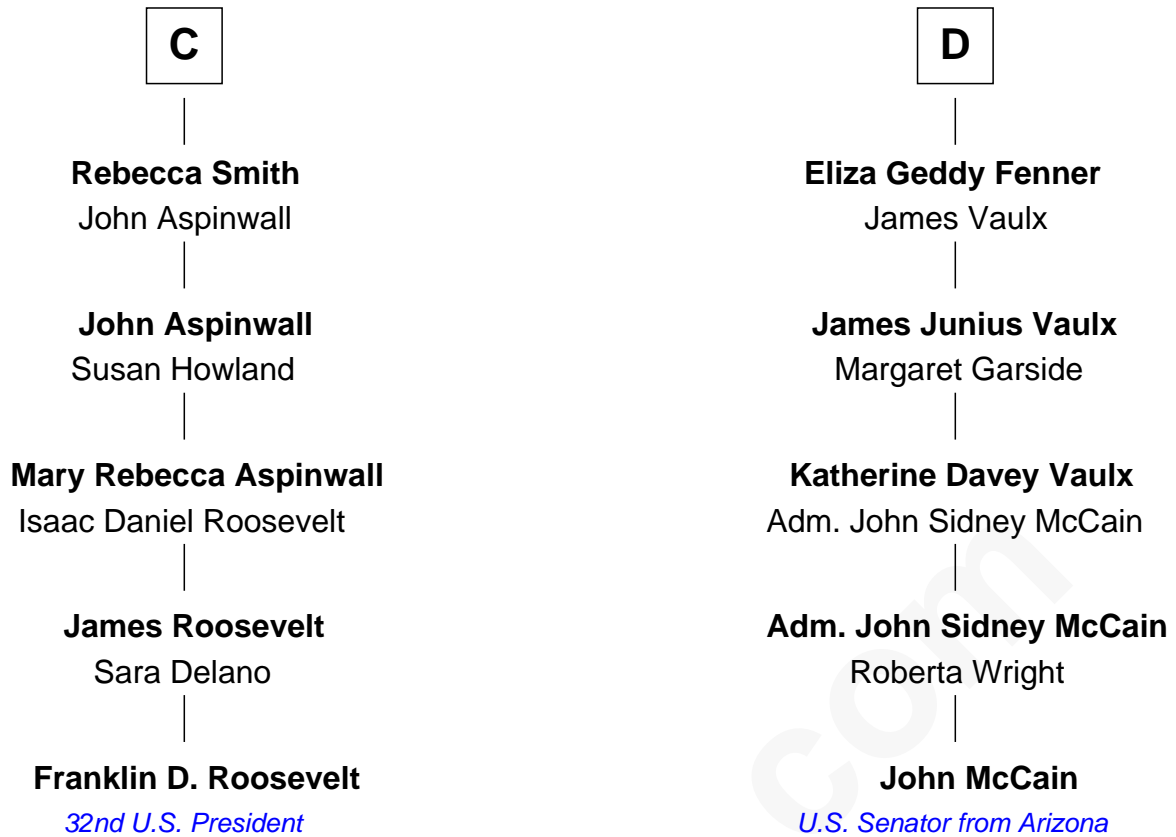 C
Rebecca Smith
John Aspinwall
John Aspinwall
Susan Howland
Mary Rebecca Aspinwall
Isaac Daniel Roosevelt
James Roosevelt
Sara Delano
Franklin D. Roosevelt
32nd U.S. President
D
Eliza Geddy Fenner
James Vaulx
James Junius Vaulx
Margaret Garside
Katherine Davey Vaulx
Adm. John Sidney McCain
Adm. John Sidney McCain
Roberta Wright
John McCain
U.S. Senator from Arizona
com